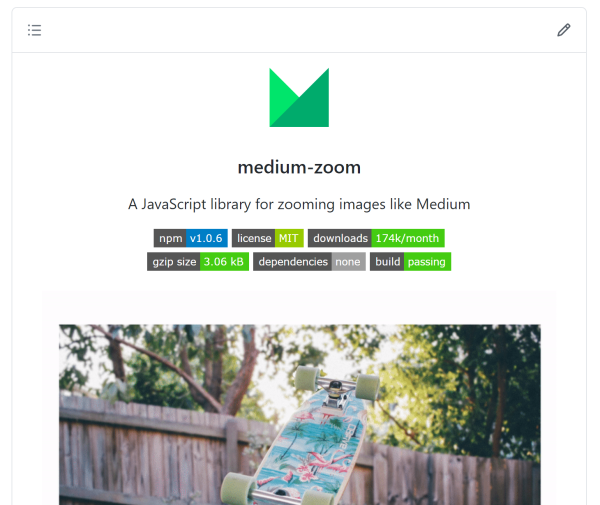 medium-zoom
A JavaScript library for zooming images like Medium
npm v1.0.6 license MIT downloads 174k/month
gzip size 3.06 kB dependencies none build passing